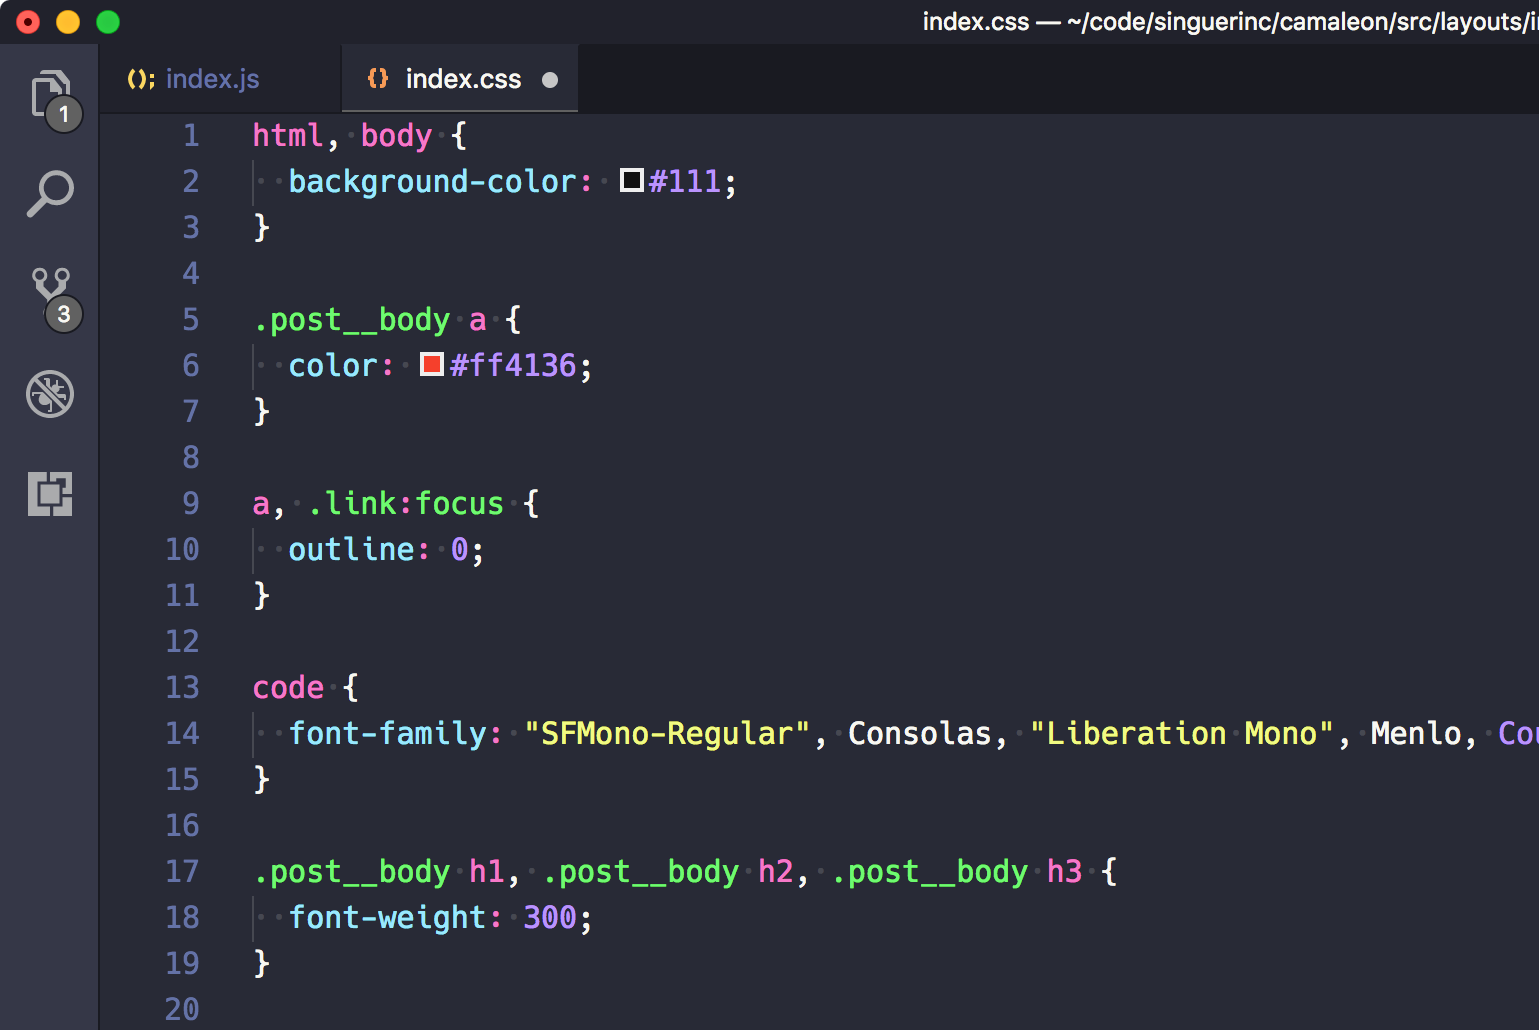 index.css — ~/code/singuerinc/camaleon/src/layouts/
index.js
index.css
1
3
1 html, body {
2 background-color: #111;
3 }
4
5 .post__body a {
6 color: #ff4136;
7 }
8
9 a, .link:focus {
10 outline: 0;
11 }
12
13 code {
14 font-family: "SFMono-Regular", Consolas, "Liberation Mono", Menlo, Cou
15 }
16
17 .post__body h1, .post__body h2, .post__body h3 {
18 font-weight: 300;
19 }
20